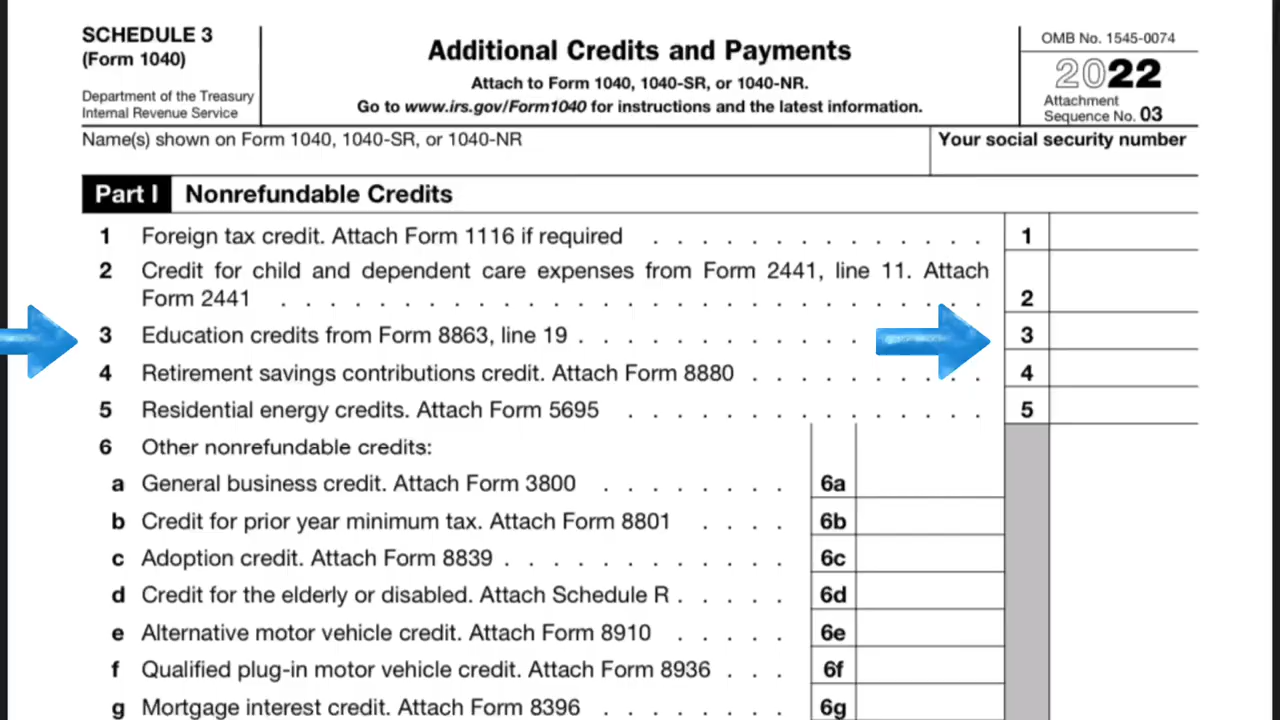 SCHEDULE 3
(Form 1040)
Department of the Treasury
Internal Revenue Service
Additional Credits and Payments
Attach to Form 1040, 1040-SR, or 1040-NR.
Go to www.irs.gov/Form1040 for instructions and the latest information.
OMB No. 1545-0074
2022
Attachment
Sequence No. 03
Name(s) shown on Form 1040, 1040-SR, or 1040-NR
Your social security number
Part I Nonrefundable Credits
1 Foreign tax credit. Attach Form 1116 if required . . . . . . . . . . . . . . 1
2 Credit for child and dependent care expenses from Form 2441, line 11. Attach
Form 2441 . . . . . . . . . . . . . . . . . . . . . . . . . . . . 2
3 Education credits from Form 8863, line 19 . . . . . . . . . . . . 3
4 Retirement savings contributions credit. Attach Form 8880 . . . . . . . . . . 4
5 Residential energy credits. Attach Form 5695 . . . . . . . . . . . . . . . 5
6 Other nonrefundable credits:
a General business credit. Attach Form 3800 . . . . . . . . 6a
b Credit for prior year minimum tax. Attach Form 8801 . . . . 6b
c Adoption credit. Attach Form 8839 . . . . . . . . . . . . 6c
d Credit for the elderly or disabled. Attach Schedule R . . . . . 6d
e Alternative motor vehicle credit. Attach Form 8910 . . . . . 6e
f Qualified plug-in motor vehicle credit. Attach Form 8936 . . . 6f
g Mortgage interest credit. Attach Form 8396 . . . . . . . . 6g